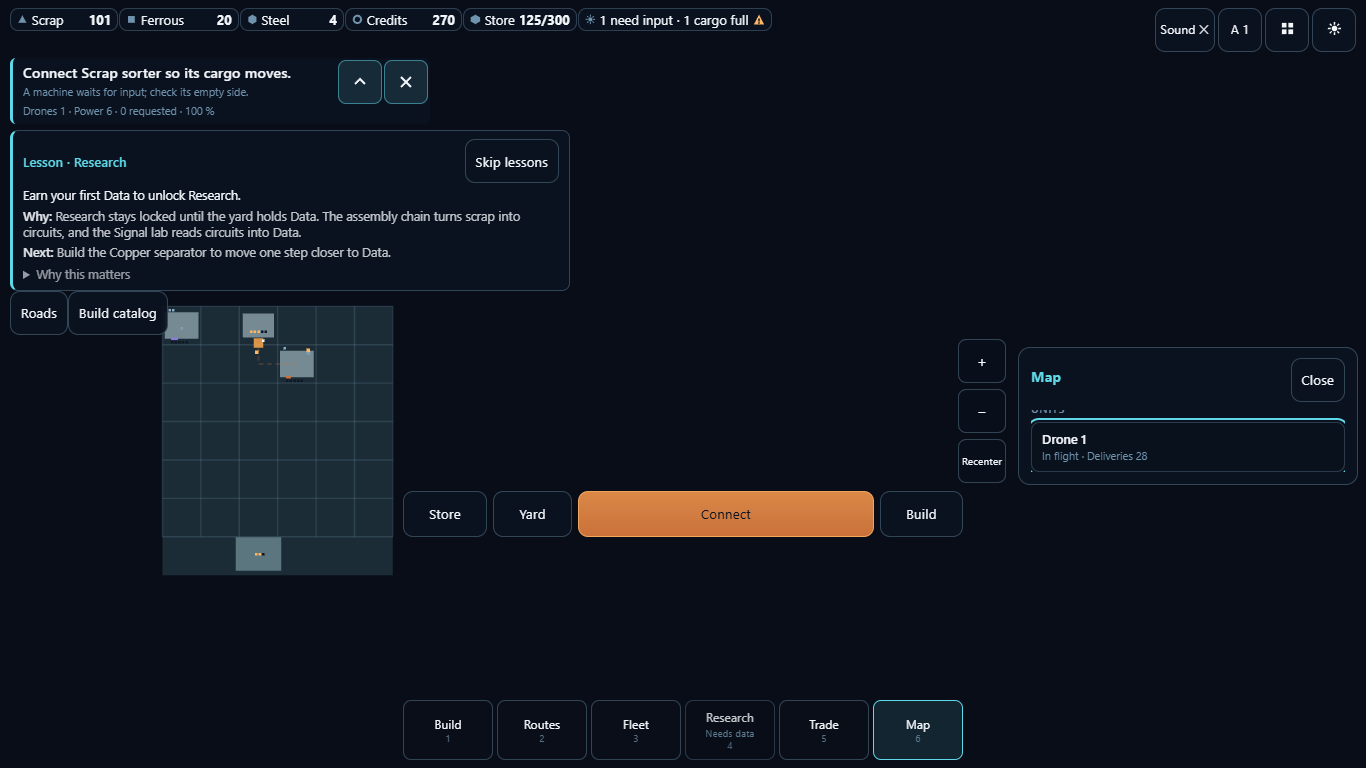 Scrap 101
Ferrous 20
Steel 4
Credits 270
Store 125/300
1 need input · 1 cargo full
Sound
A 1
Connect Scrap sorter so its cargo moves.
A machine waits for input; check its empty side.
Drones 1 · Power 6 · 0 requested · 100 %
Lesson · Research
Skip lessons
Earn your first Data to unlock Research.
Why: Research stays locked until the yard holds Data. The assembly chain turns scrap into
circuits, and the Signal lab reads circuits into Data.
Next: Build the Copper separator to move one step closer to Data.
Why this matters
Roads
Build catalog
+
−
Recenter
Map
Close
UNITS
Drone 1
In flight · Deliveries 28
Store
Yard
Connect
Build
Build
1
Routes
2
Fleet
3
Research
Needs data
4
Trade
5
Map
6